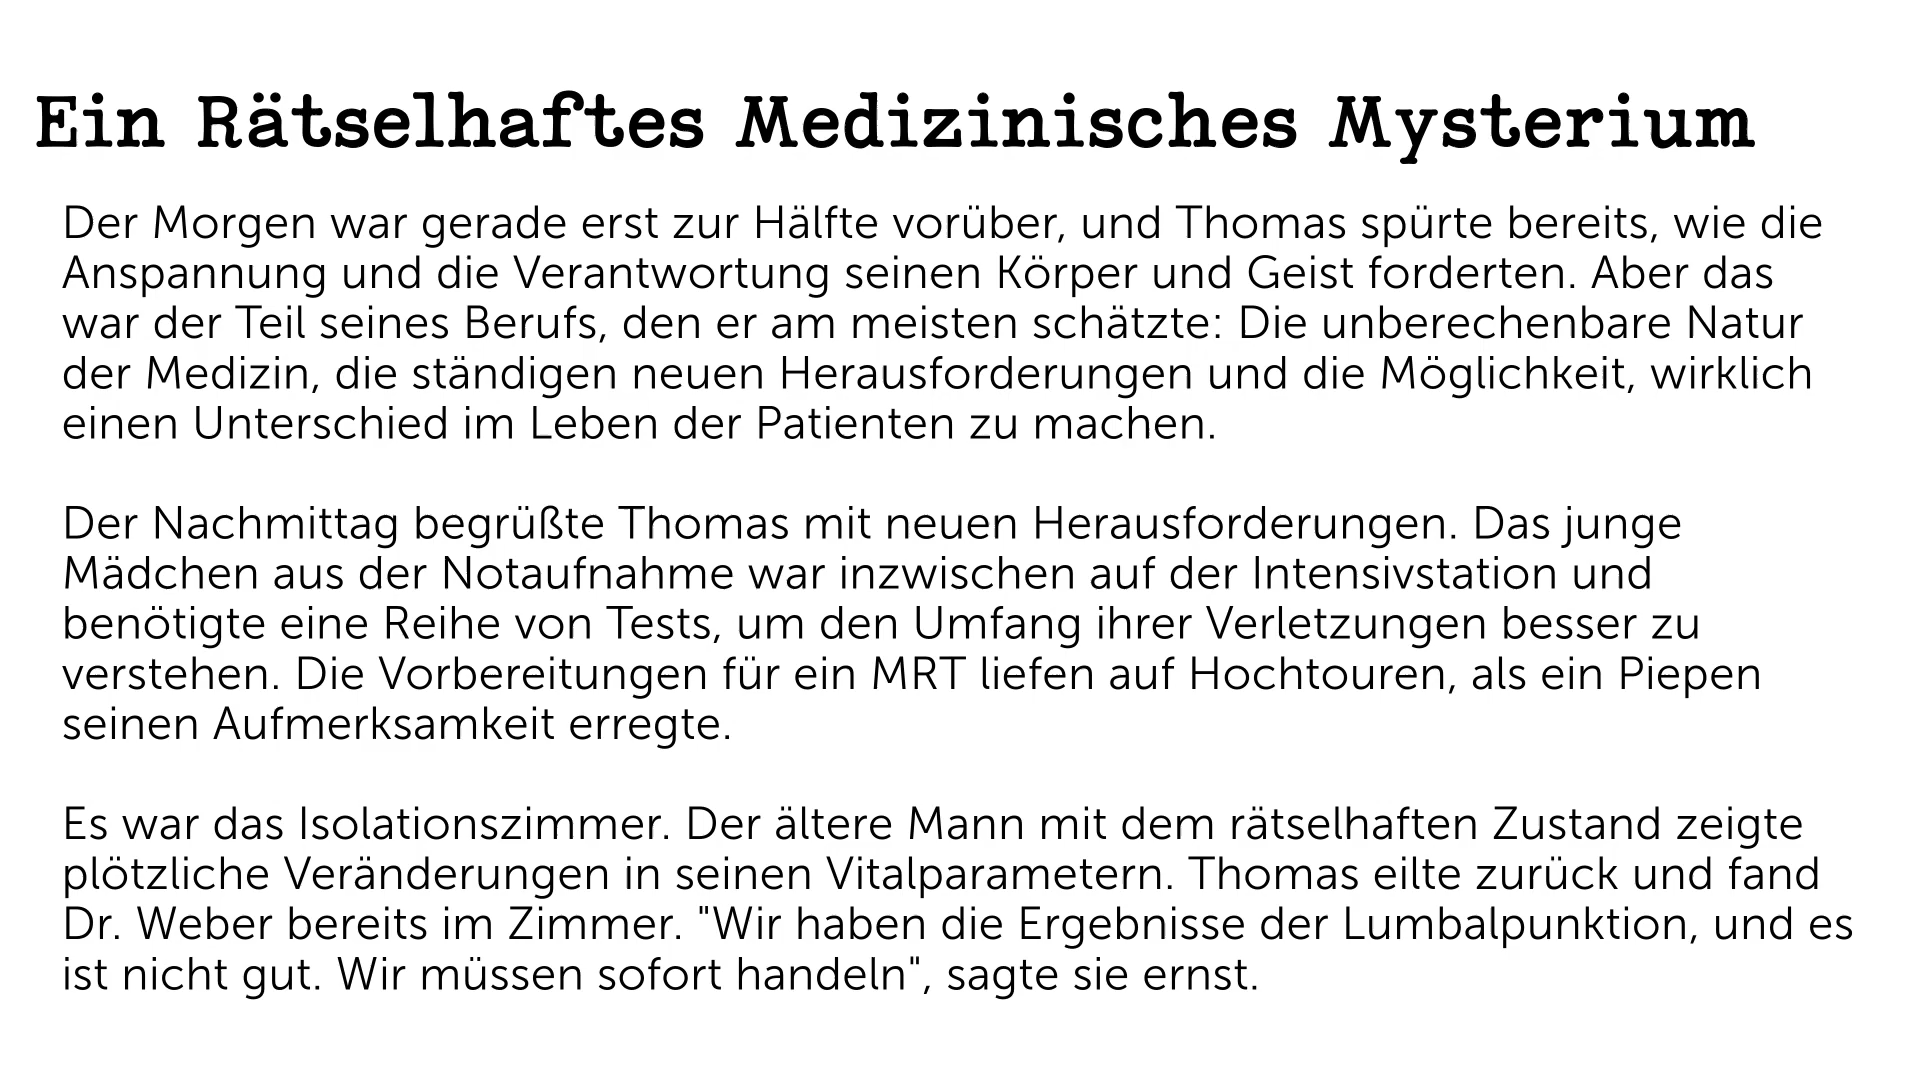 Ein Rätselhaftes Medizinisches Mysterium
Der Morgen war gerade erst zur Hälfte vorüber, und Thomas spürte bereits, wie die
Anspannung und die Verantwortung seinen Körper und Geist forderten. Aber das
war der Teil seines Berufs, den er am meisten schätzte: Die unberechenbare Natur
der Medizin, die ständigen neuen Herausforderungen und die Möglichkeit, wirklich
einen Unterschied im Leben der Patienten zu machen.
Der Nachmittag begrüßte Thomas mit neuen Herausforderungen. Das junge
Mädchen aus der Notaufnahme war inzwischen auf der Intensivstation und
benötigte eine Reihe von Tests, um den Umfang ihrer Verletzungen besser zu
verstehen. Die Vorbereitungen für ein MRT liefen auf Hochtouren, als ein Piepen
seinen Aufmerksamkeit erregte.
Es war das Isolationszimmer. Der ältere Mann mit dem rätselhaften Zustand zeigte
plötzliche Veränderungen in seinen Vitalparametern. Thomas eilte zurück und fand
Dr. Weber bereits im Zimmer. "Wir haben die Ergebnisse der Lumbalpunktion, und es
ist nicht gut. Wir müssen sofort handeln", sagte sie ernst.